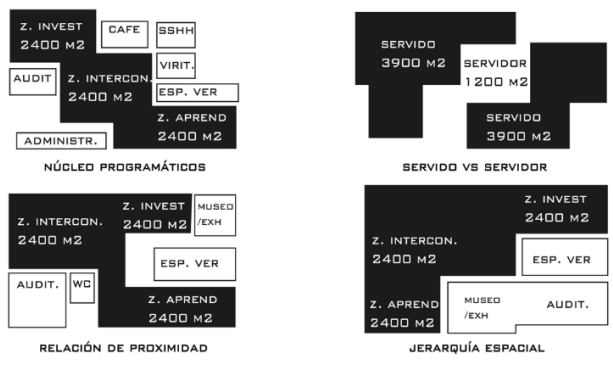 Z. INVEST
2400 M2
CAFE
SSHH
VIRIT.
AUDIT
Z. INTERCON.
2400 M2
ESP. VER
Z. APREND
2400 M2
ADMINISTR.
NÚCLEO PROGRAMÁTICOS
SERVIDO
3900 M2
SERVIDOR
1200 M2
SERVIDO
3900 M2
SERVIDO VS SERVIDOR
Z. INTERCON.
2400 M2
Z. INVEST
2400 M2
MUSEO
/EXH
ESP. VER
AUDIT.
WC
Z. APREND
2400 M2
RELACIÓN DE PROXIMIDAD
Z. INVEST
2400 M2
Z. INTERCON.
2400 M2
ESP. VER
Z. APREND
2400 M2
MUSEO
/EXH
AUDIT.
JERARQUÍA ESPACIAL